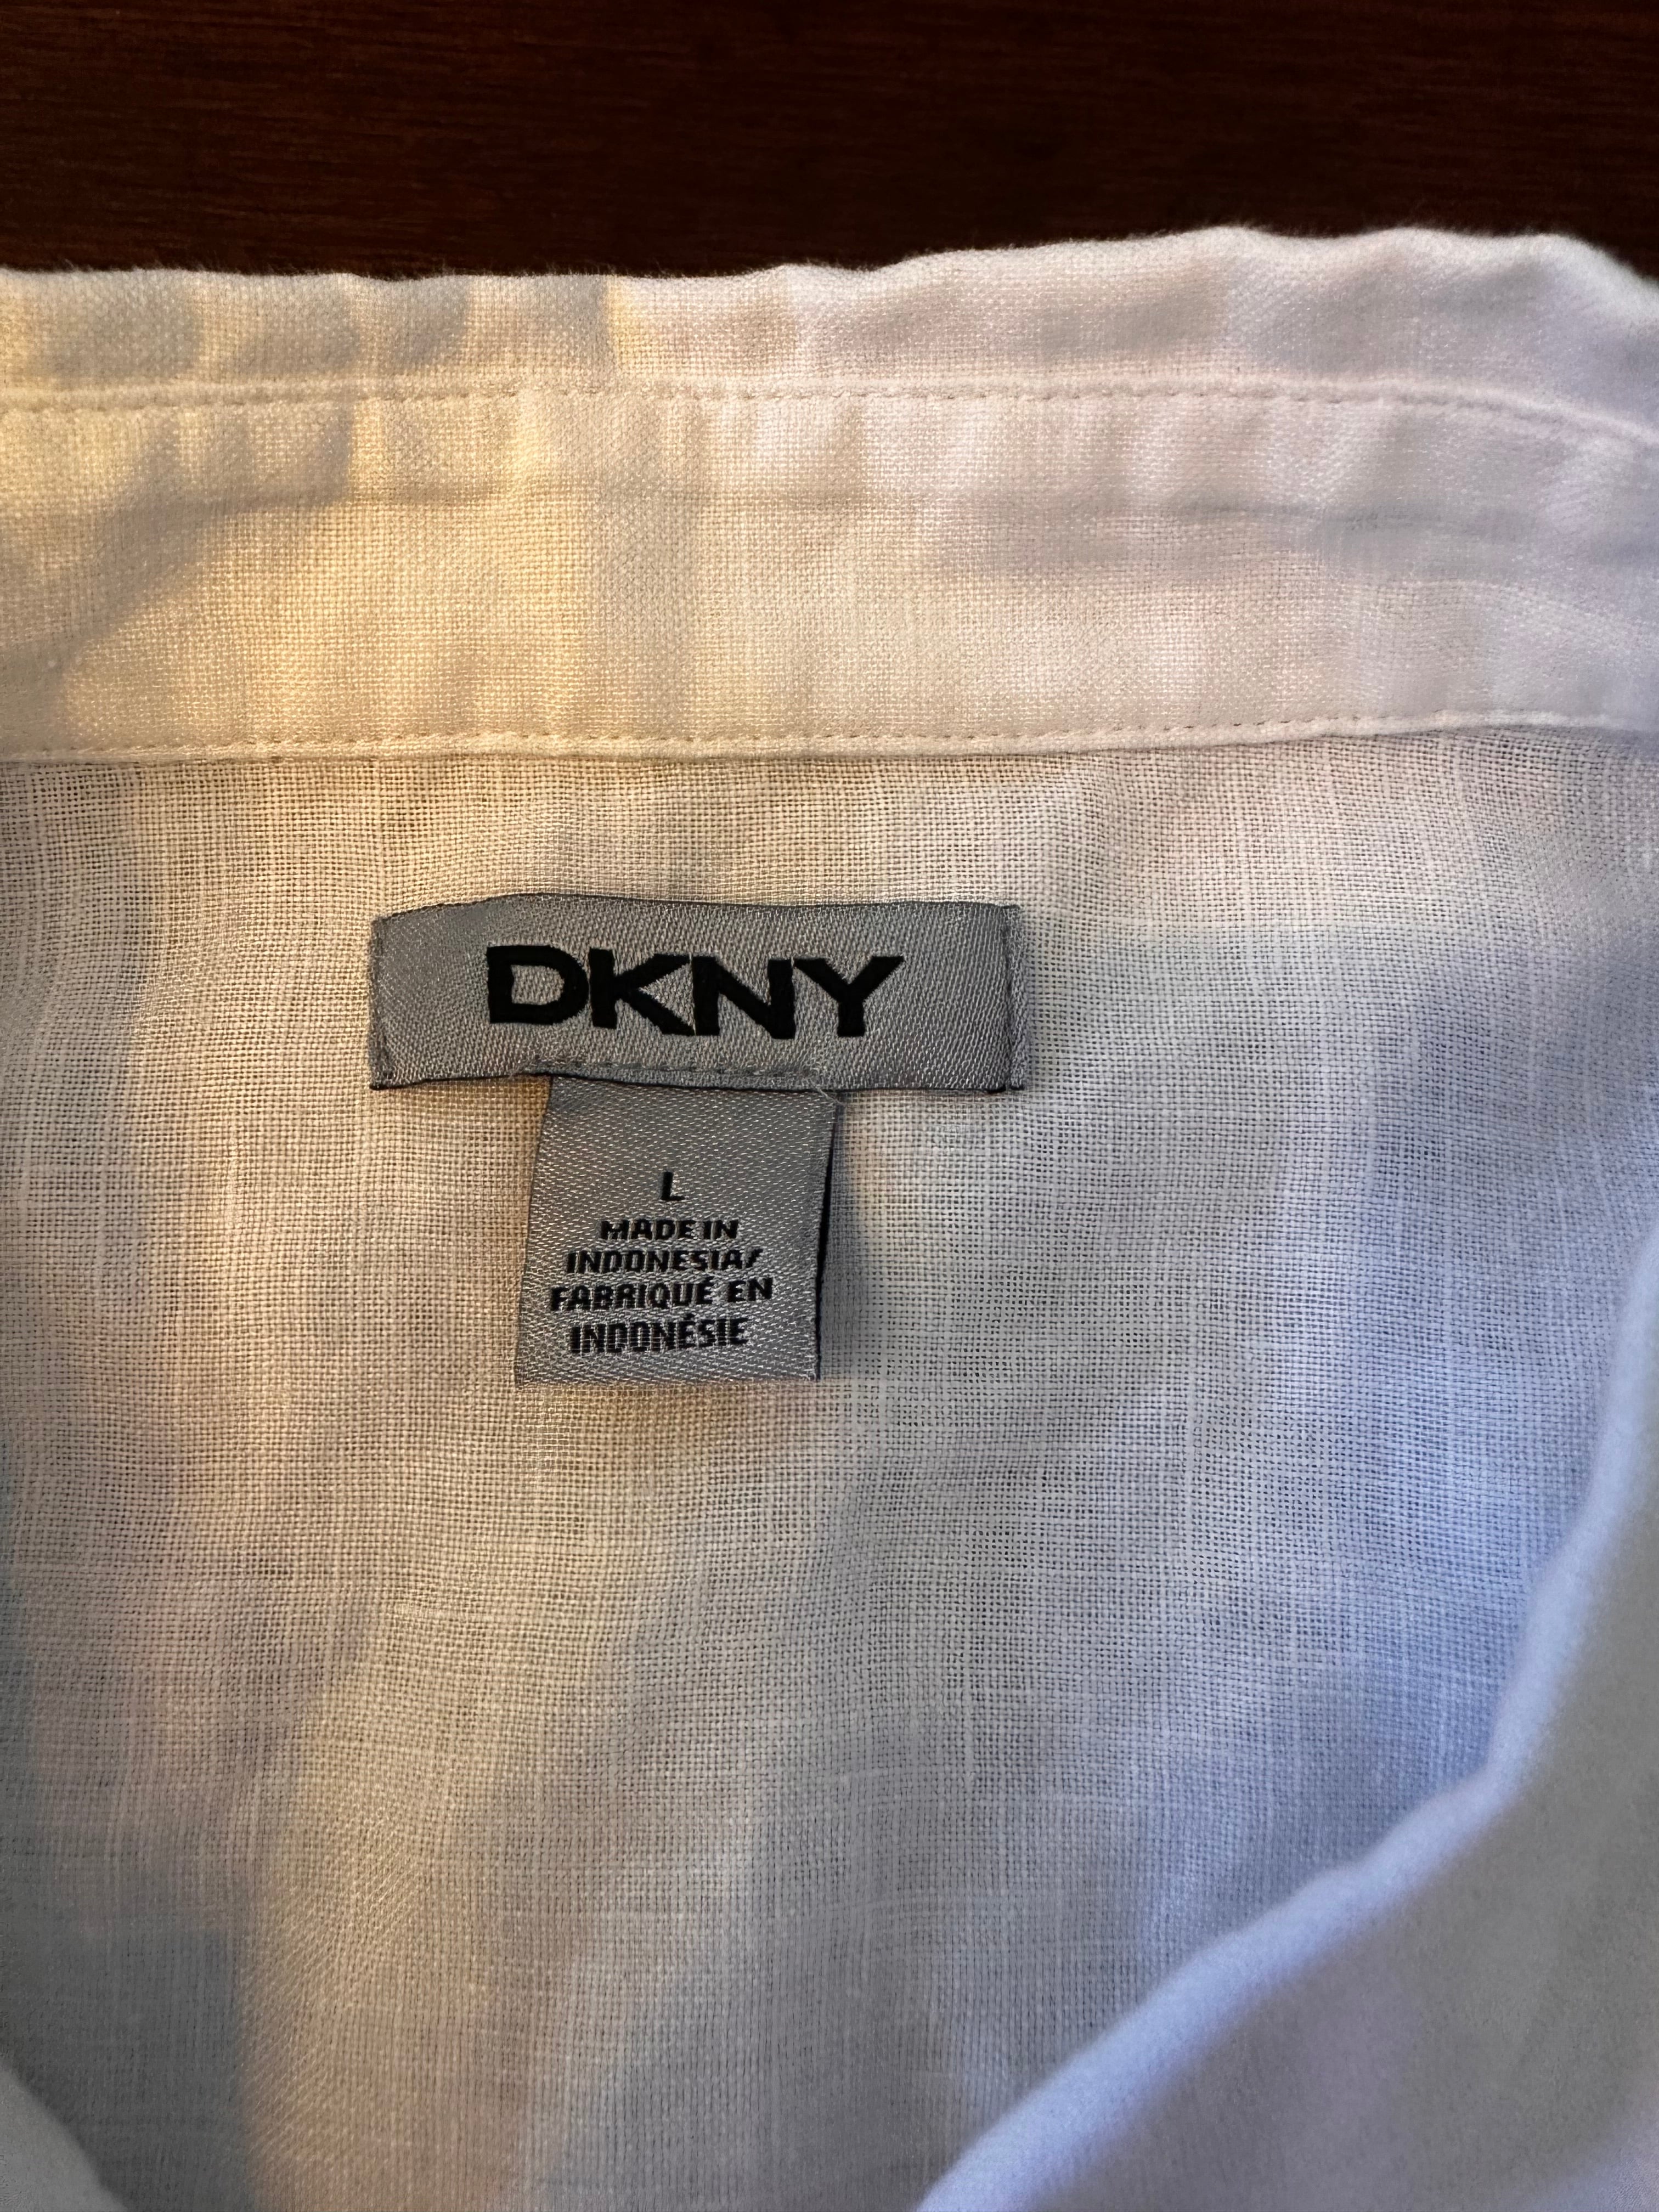 DKNY
L
MADE IN
INDONESIA/
FABRIQUÉ EN
INDONÉSIE